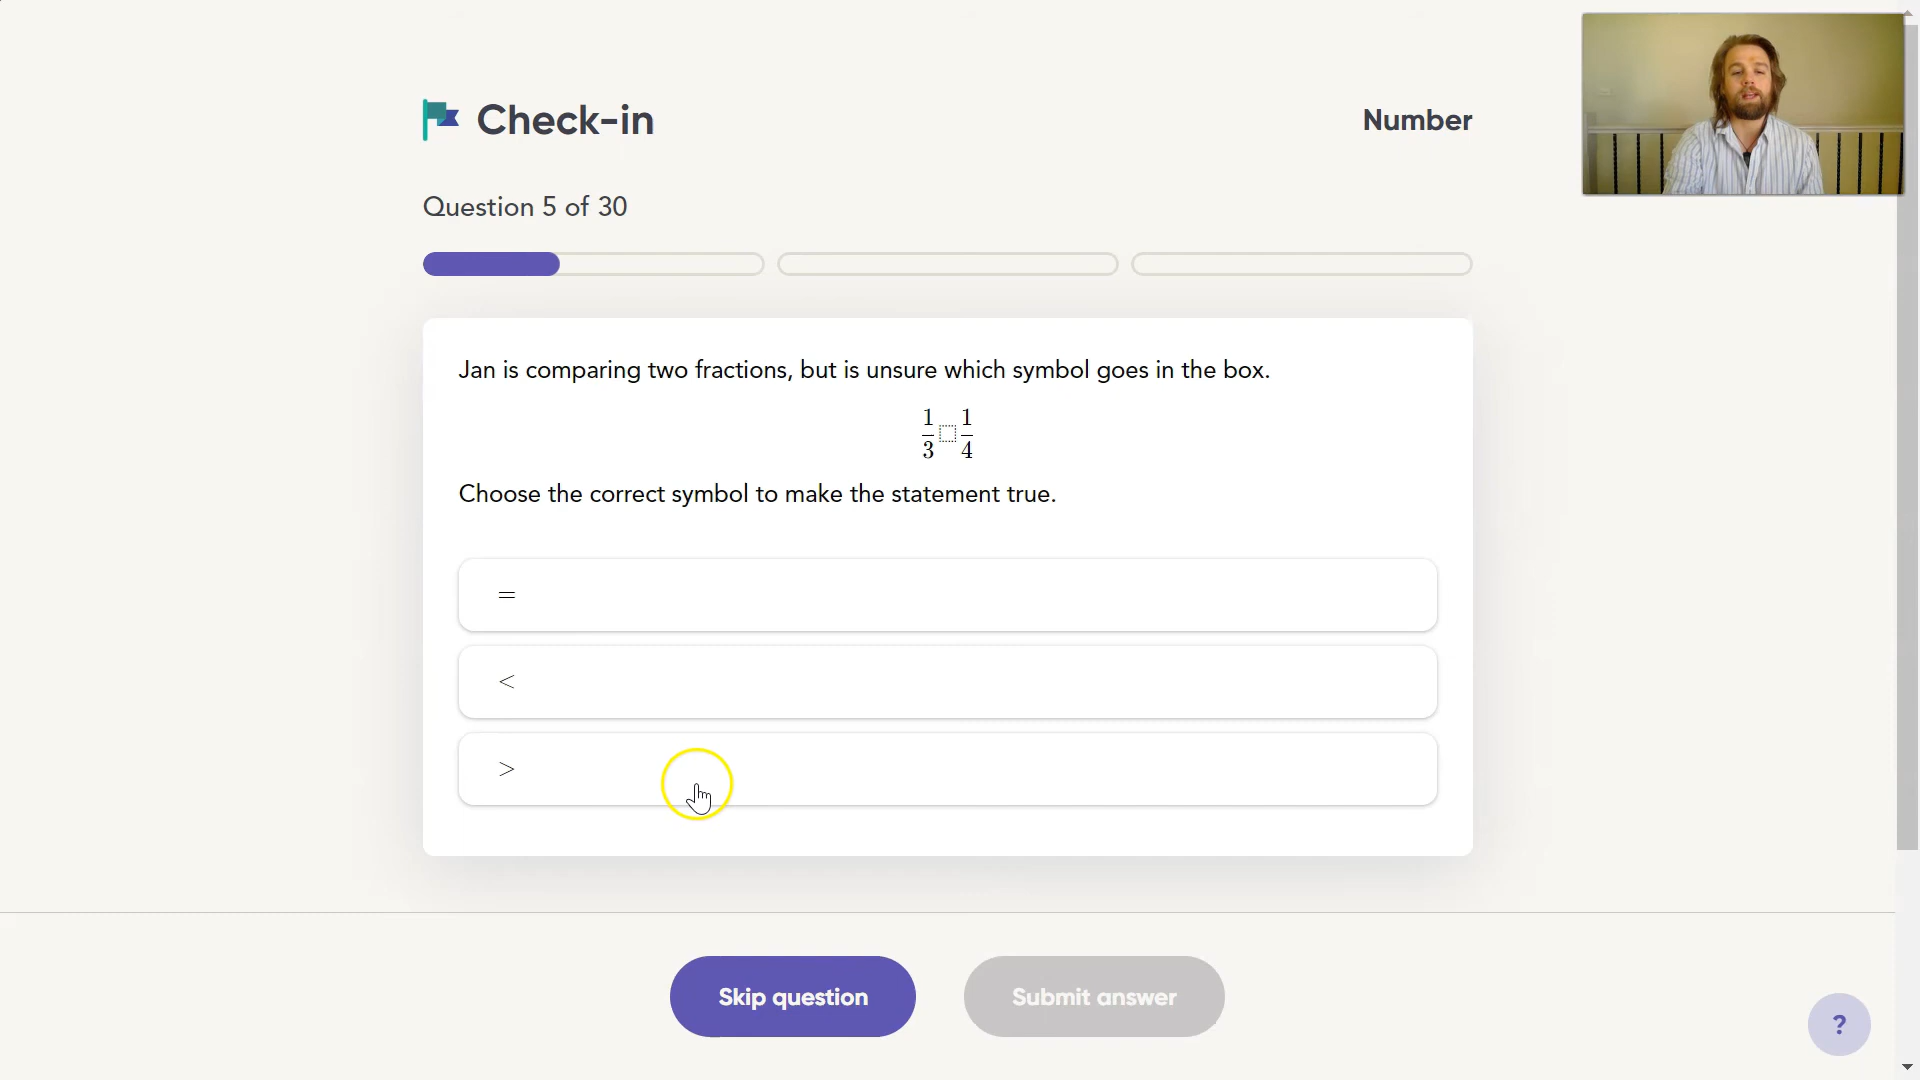 Check-in
Number
Question 5 of 30
Jan is comparing two fractions, but is unsure which symbol goes in the box.
1/3 □ 1/4
Choose the correct symbol to make the statement true.
=
<
>
Skip question
Submit answer
?